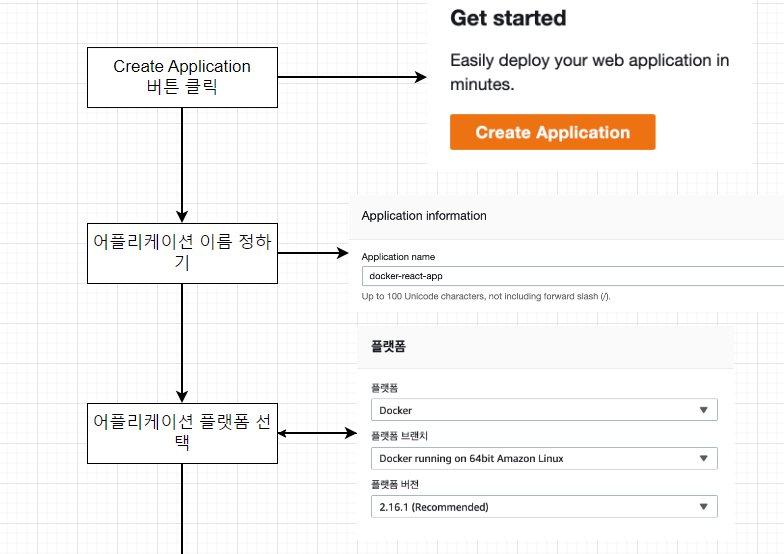 Get started
Easily deploy your web application in
minutes.
Create Application
Create Application
버튼 클릭
Application information
어플리케이션 이름 정하
기
Application name
docker-react-app
Up to 100 Unicode characters, not including forward slash (/).
플랫폼
플랫폼
Docker
어플리케이션 플랫폼 선
택
플랫폼 브랜치
Docker running on 64bit Amazon Linux
플랫폼 버전
2.16.1 (Recommended)